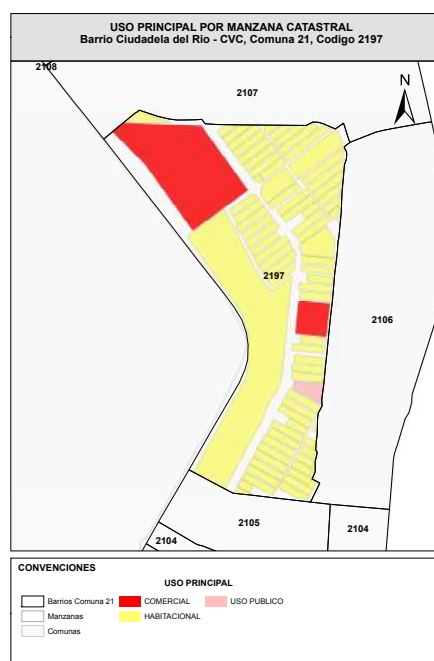 USO PRINCIPAL POR MANZANA CATASTRAL
Barrio Ciudadela del Rio - CVC, Comuna 21, Codigo 2197
2108
2107
N
2197
2106
2105
2104
2104
CONVENCIONES
USO PRINCIPAL
Barrios Comuna 21 COMERCIAL USO PUBLICO
Manzanas HABITACIONAL
Comunas